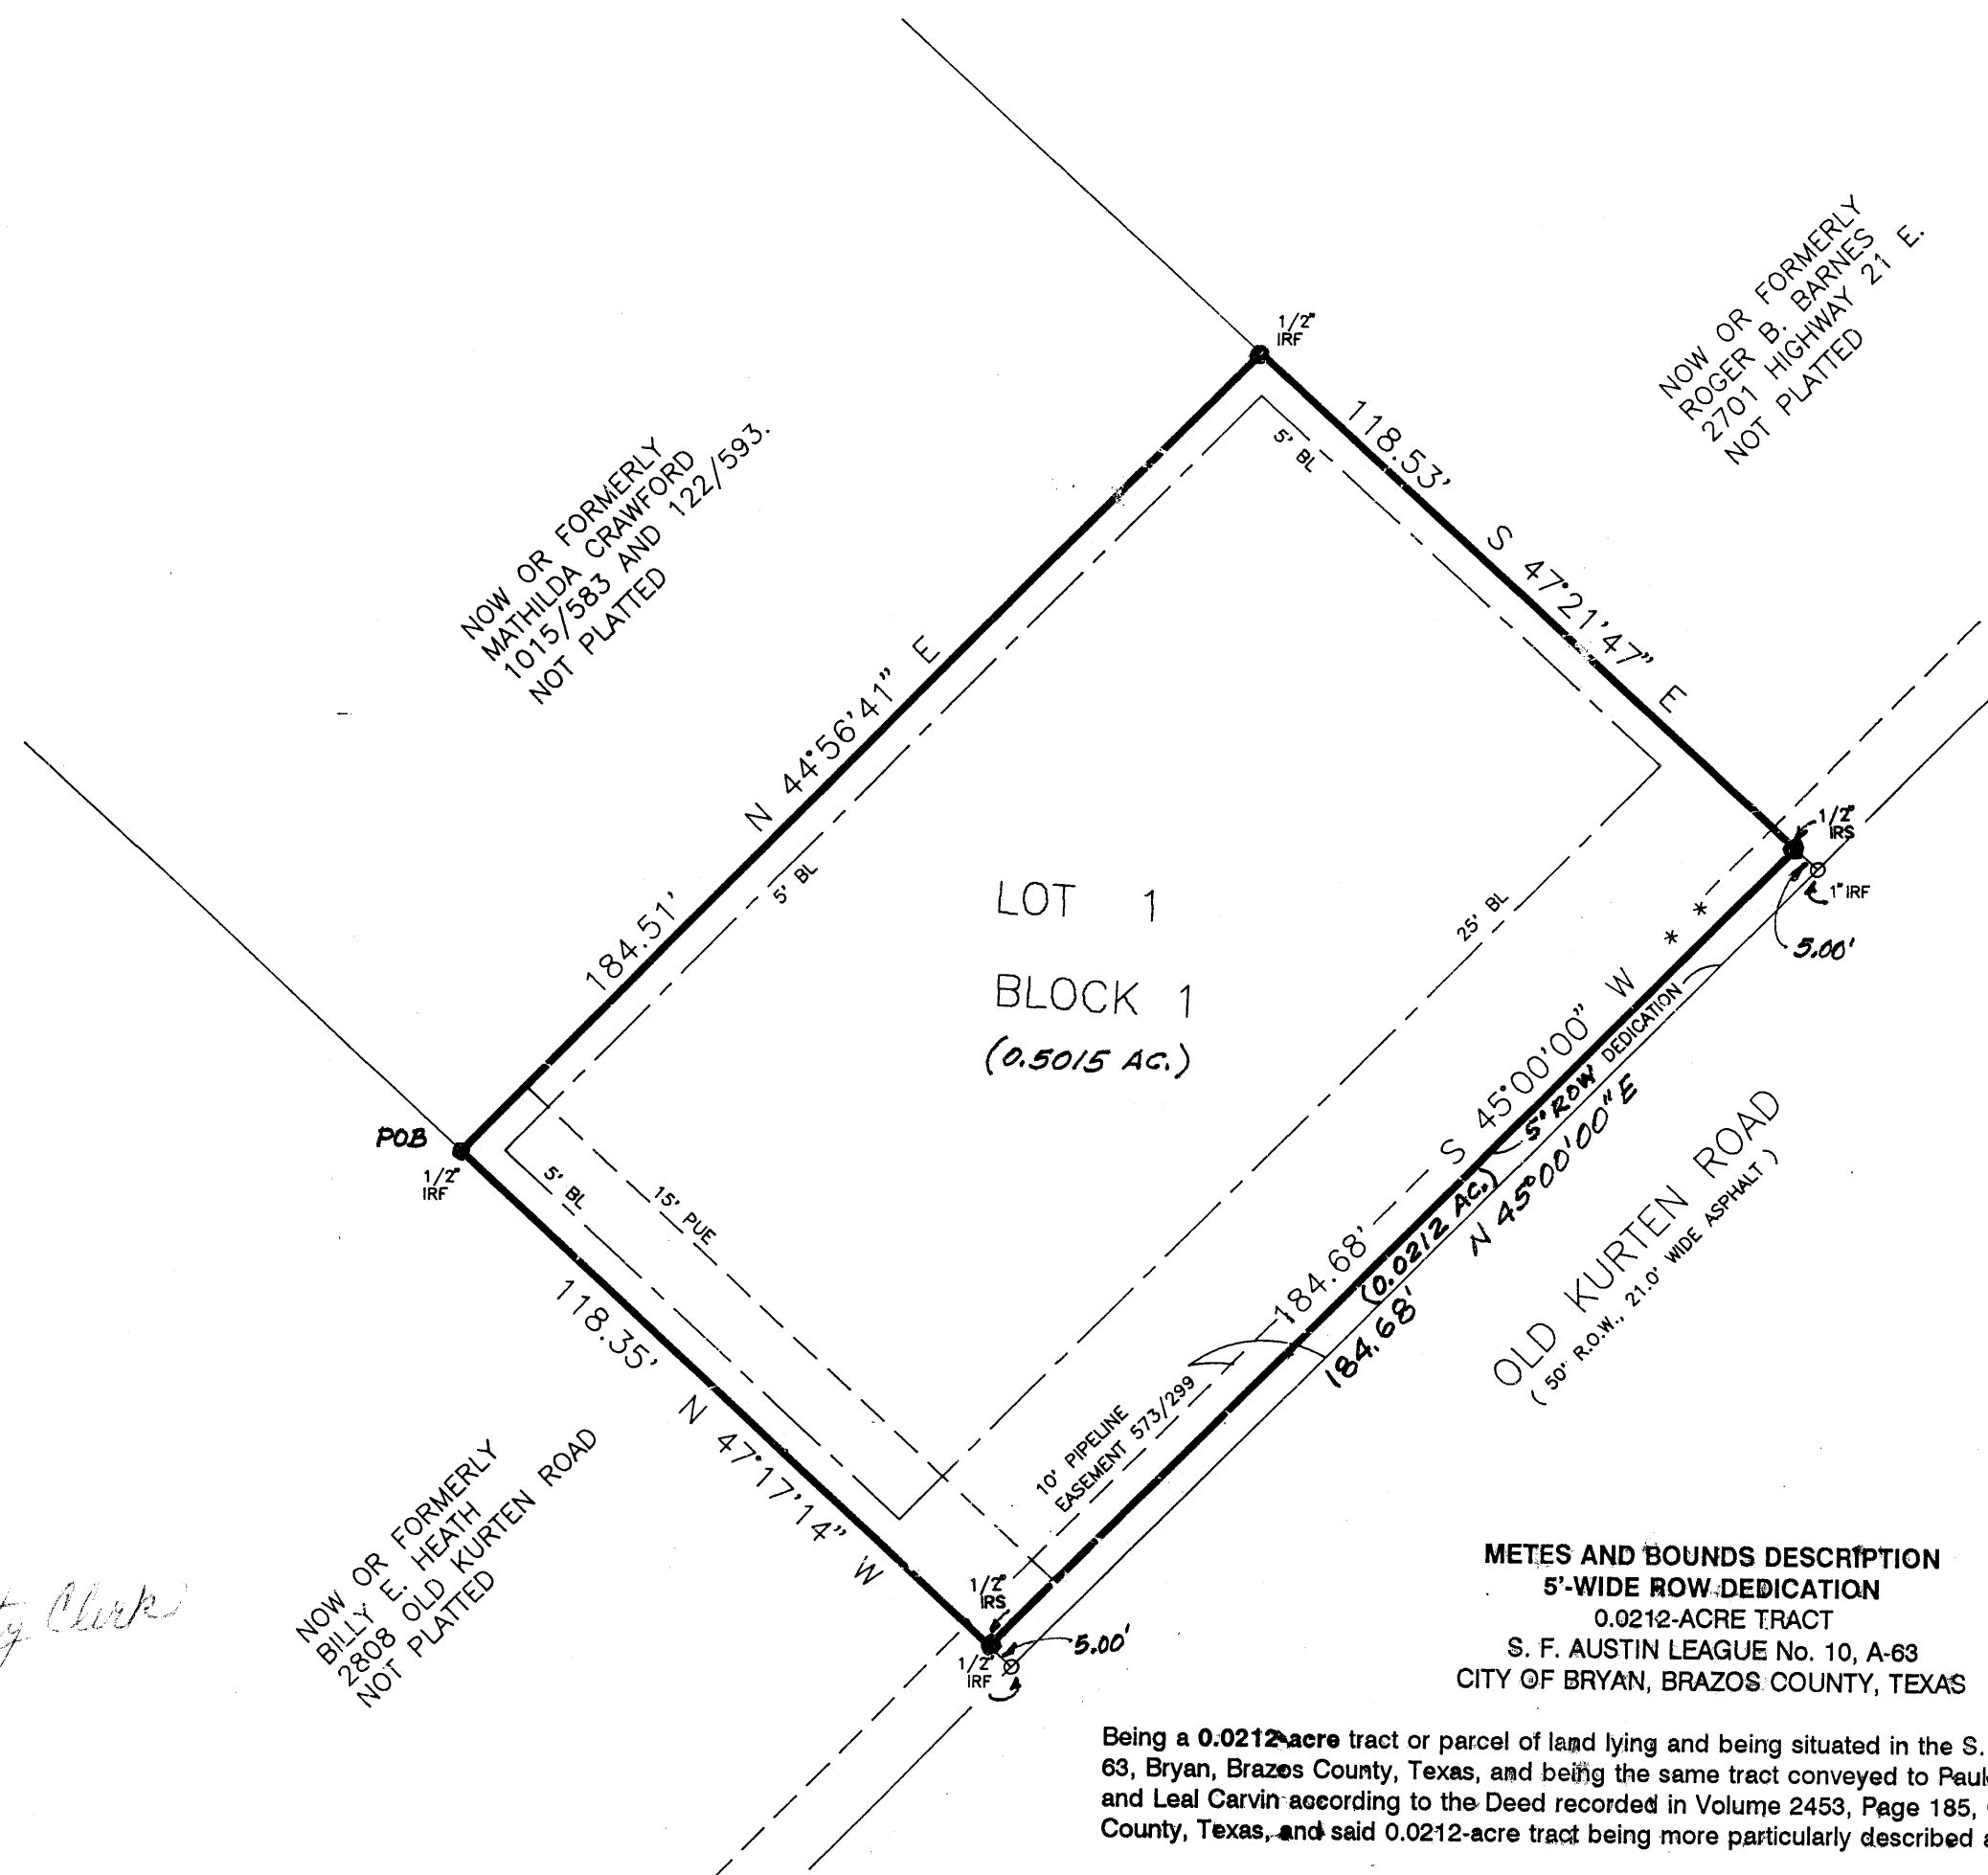 1/2"
IRF
NOW OR FORMERLY
ROGER B. BARNES
2701 HIGHWAY 21 E.
NOT PLATTED
118.53'
S 47°21'47" E
5' BL
NOW OR FORMERLY
MATHILDA CRAWFORD
1015/583 AND 122/593.
NOT PLATTED
184.51'
N 44°56'41" E
5' BL
1/2"
IRS
1" IRF
5.00'
LOT 1
BLOCK 1
(0.5015 AC.)
25' BL
* *
POB
1/2"
IRF
5' BL
15' PUE
184.68'
S 45°00'00" W
5' ROW DEDICATION
(0.0212 AC.)
184.68'
N 45°00'00" E
OLD KURTEN ROAD
( 50' R.O.W., 21.0' WIDE ASPHALT )
118.35'
N 47°17'14" W
10' PIPELINE
EASEMENT 573/299
NOW OR FORMERLY
BILLY E. HEATH
2808 OLD KURTEN ROAD
NOT PLATTED
Clerk
1/2"
IRS
5.00'
1/2"
IRF
METES AND BOUNDS DESCRIPTION
5'-WIDE ROW DEDICATION
0.0212-ACRE TRACT
S. F. AUSTIN LEAGUE No. 10, A-63
CITY OF BRYAN, BRAZOS COUNTY, TEXAS
Being a 0.0212-acre tract or parcel of land lying and being situated in the S.
63, Bryan, Brazos County, Texas, and being the same tract conveyed to Paul
and Leal Carvin according to the Deed recorded in Volume 2453, Page 185,
County, Texas, and said 0.0212-acre tract being more particularly described